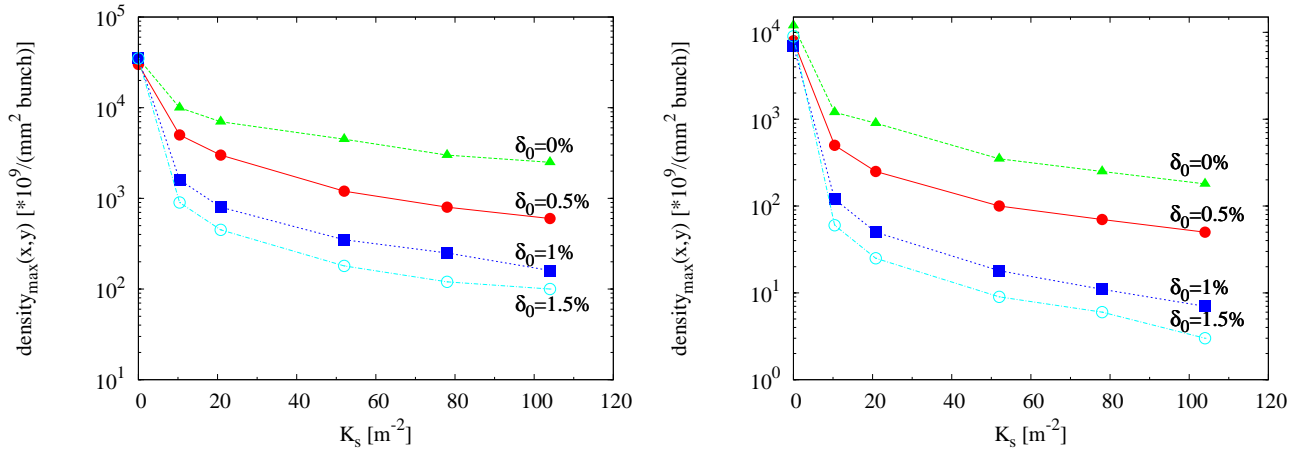 density_max(x,y) [*10^9/(mm^2 bunch)]
10^5
10^4
10^3
10^2
10^1
δ_0=0%
δ_0=0.5%
δ_0=1%
δ_0=1.5%
0 20 40 60 80 100 120
K_s [m^-2]
density_max(x,y) [*10^9/(mm^2 bunch)]
10^4
10^3
10^2
10^1
10^0
δ_0=0%
δ_0=0.5%
δ_0=1%
δ_0=1.5%
0 20 40 60 80 100 120
K_s [m^-2]